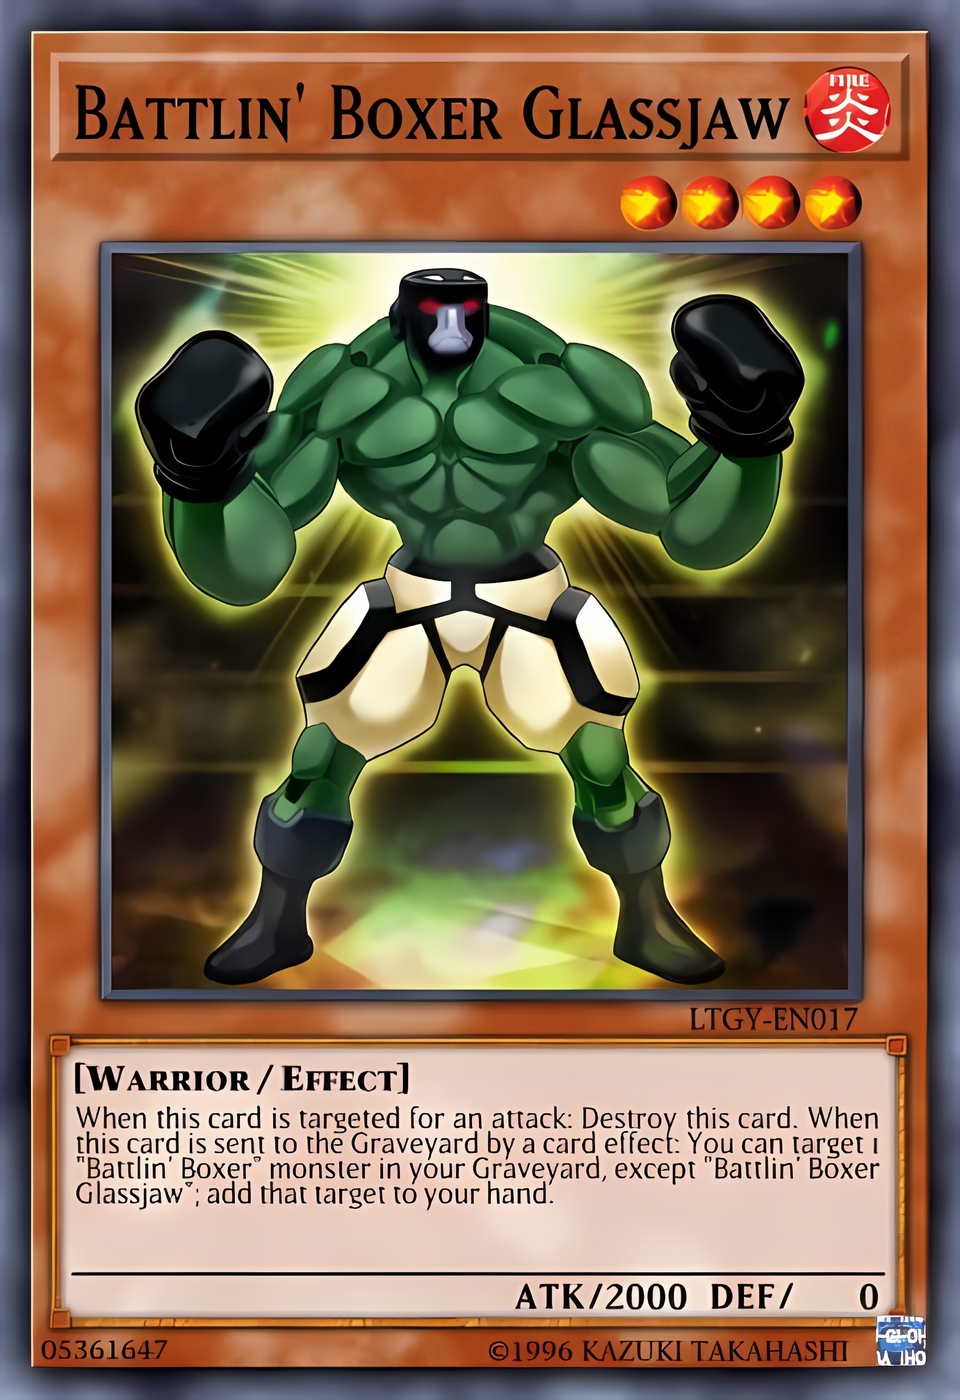 BATTLIN' BOXER GLASSJAW
FIRE
炎
LTGY-EN017
[WARRIOR / EFFECT]
When this card is targeted for an attack: Destroy this card. When
this card is sent to the Graveyard by a card effect: You can target 1
"Battlin' Boxer" monster in your Graveyard, except "Battlin' Boxer
Glassjaw"; add that target to your hand.
ATK/2000 DEF/ 0
05361647
©1996 KAZUKI TAKAHASHI